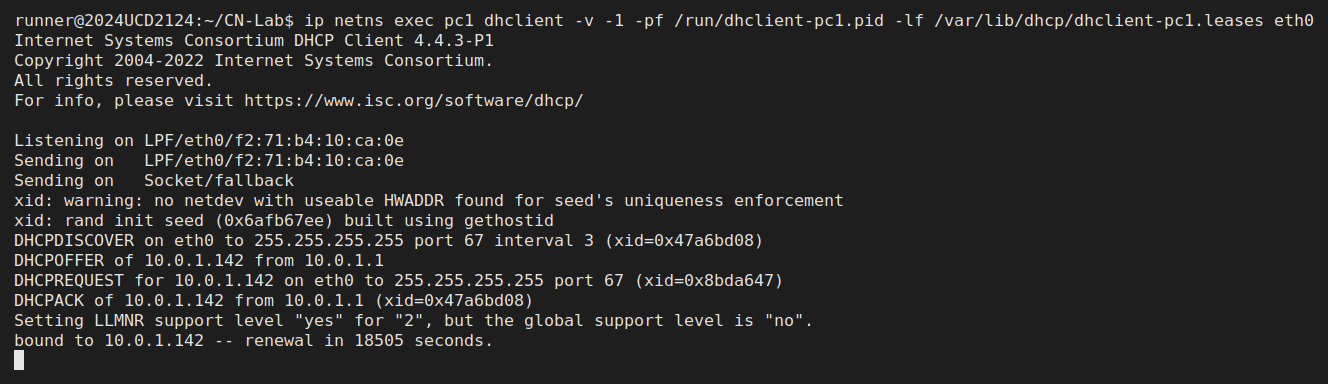 runner@2024UCD2124:~/CN-Lab$ ip netns exec pc1 dhclient -v -1 -pf /run/dhclient-pc1.pid -lf /var/lib/dhcp/dhclient-pc1.leases eth0
Internet Systems Consortium DHCP Client 4.4.3-P1
Copyright 2004-2022 Internet Systems Consortium.
All rights reserved.
For info, please visit https://www.isc.org/software/dhcp/
Listening on LPF/eth0/f2:71:b4:10:ca:0e
Sending on   LPF/eth0/f2:71:b4:10:ca:0e
Sending on   Socket/fallback
xid: warning: no netdev with useable HWADDR found for seed's uniqueness enforcement
xid: rand init seed (0x6afb67ee) built using gethostid
DHCPDISCOVER on eth0 to 255.255.255.255 port 67 interval 3 (xid=0x47a6bd08)
DHCPOFFER of 10.0.1.142 from 10.0.1.1
DHCPREQUEST for 10.0.1.142 on eth0 to 255.255.255.255 port 67 (xid=0x8bda647)
DHCPACK of 10.0.1.142 from 10.0.1.1 (xid=0x47a6bd08)
Setting LLMNR support level "yes" for "2", but the global support level is "no".
bound to 10.0.1.142 -- renewal in 18505 seconds.